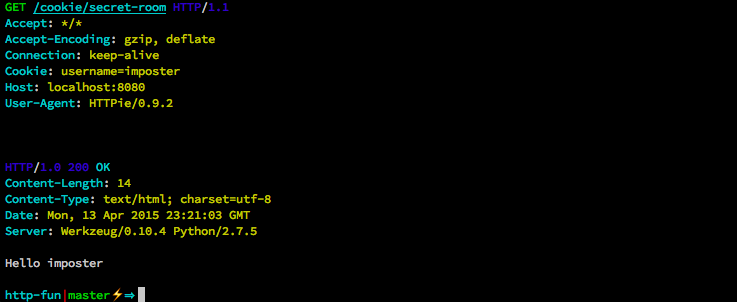 GET /cookie/secret-room HTTP/1.1
Accept: */*
Accept-Encoding: gzip, deflate
Connection: keep-alive
Cookie: username=imposter
Host: localhost:8080
User-Agent: HTTPie/0.9.2
HTTP/1.0 200 OK
Content-Length: 14
Content-Type: text/html; charset=utf-8
Date: Mon, 13 Apr 2015 23:21:03 GMT
Server: Werkzeug/0.10.4 Python/2.7.5
Hello imposter
http-fun|master⚡⇒